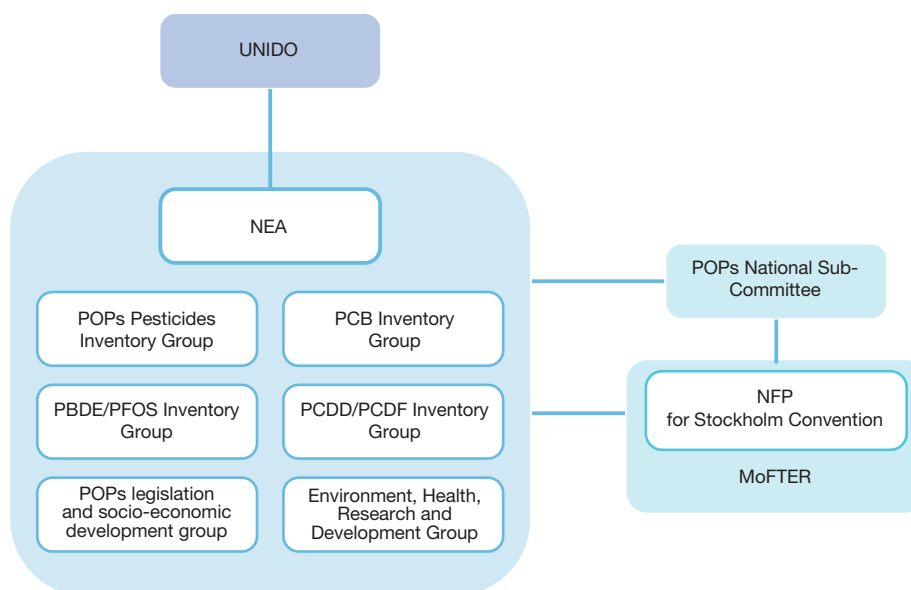 UNIDO
NEA
POPs Pesticides
Inventory Group
PCB Inventory
Group
PBDE/PFOS Inventory
Group
PCDD/PCDF Inventory
Group
POPs legislation
and socio-economic
development group
Environment, Health,
Research and
Development Group
POPs National Sub-
Committee
NFP
for Stockholm Convention
MoFTER